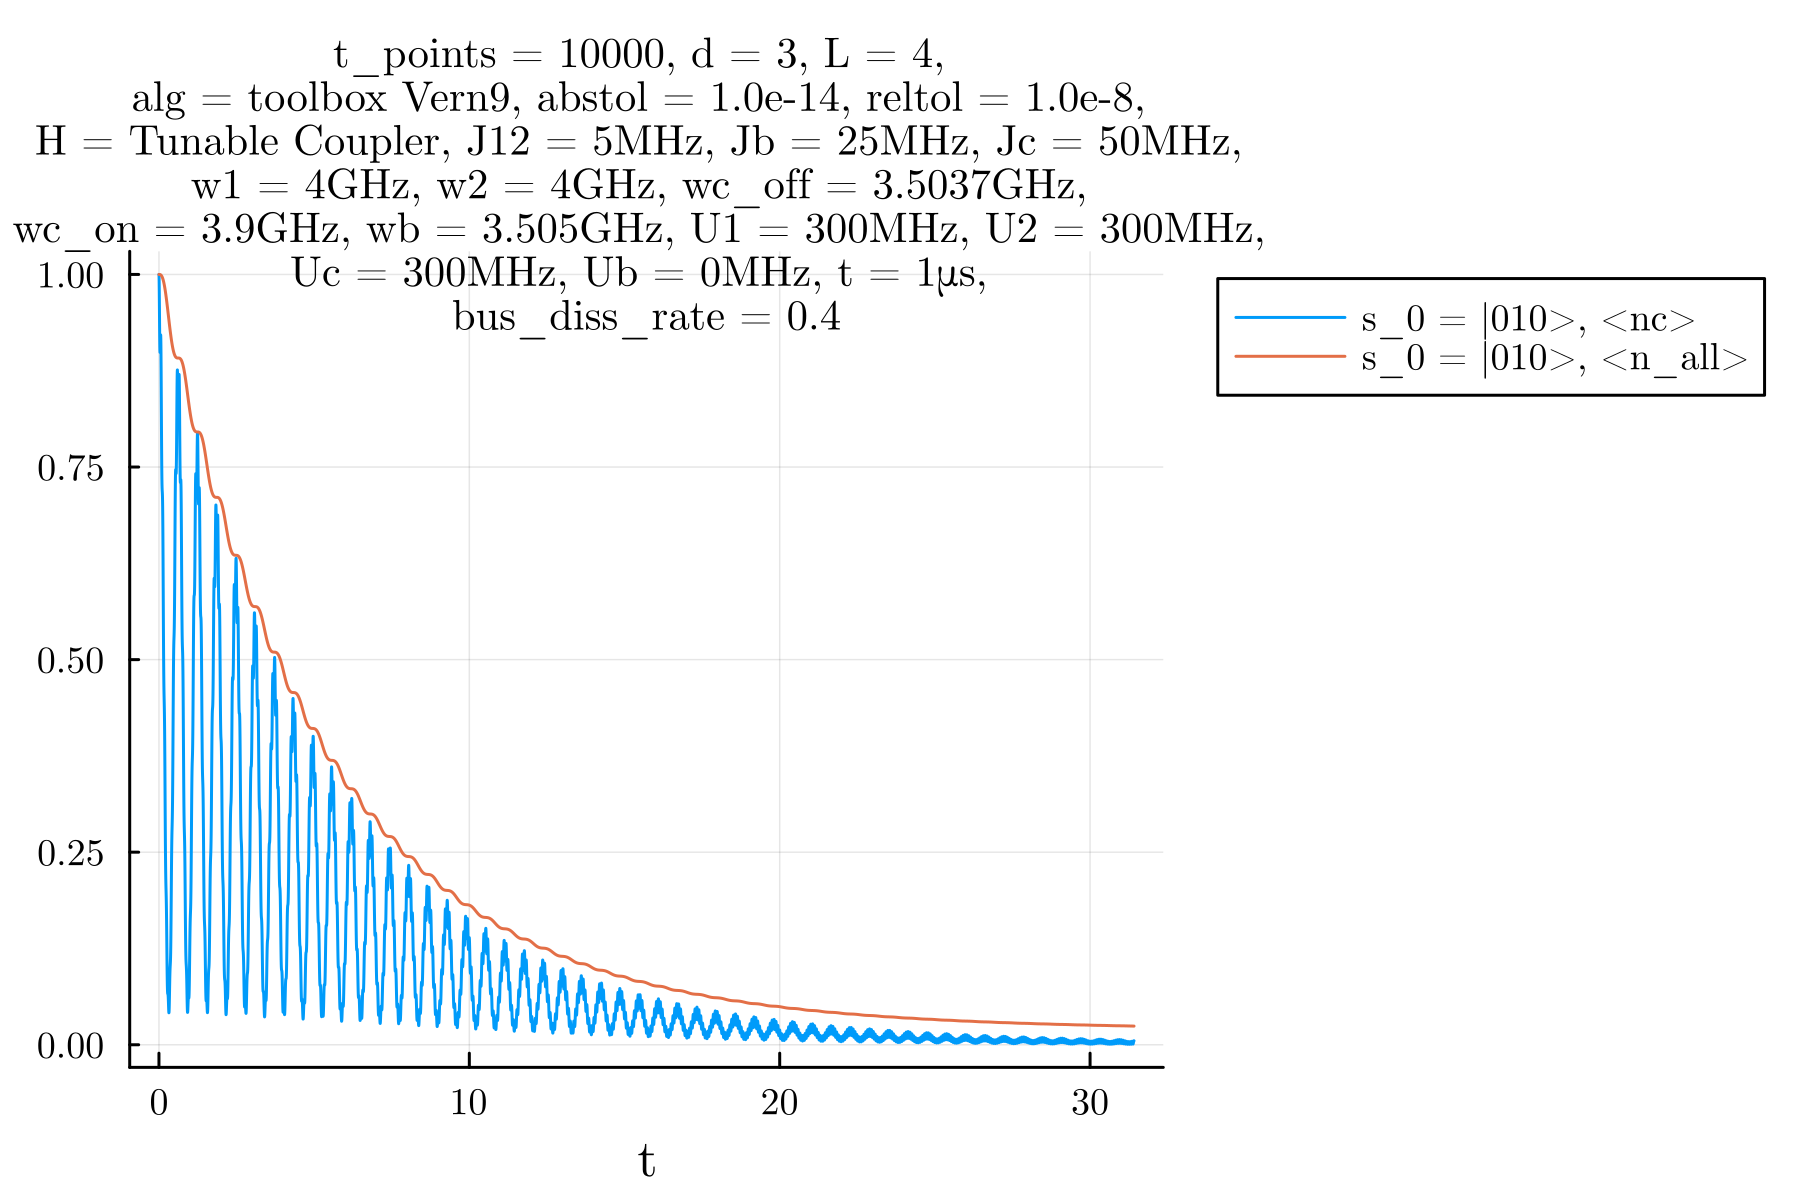 t_points = 10000, d = 3, L = 4,
alg = toolbox Vern9, abstol = 1.0e-14, reltol = 1.0e-8,
H = Tunable Coupler, J12 = 5MHz, Jb = 25MHz, Jc = 50MHz,
w1 = 4GHz, w2 = 4GHz, wc_off = 3.5037GHz,
wc_on = 3.9GHz, wb = 3.505GHz, U1 = 300MHz, U2 = 300MHz,
Uc = 300MHz, Ub = 0MHz, t = 1μs,
bus_diss_rate = 0.4
s_0 = |010>, <nc>
s_0 = |010>, <n_all>
1.00
0.75
0.50
0.25
0.00
0 10 20 30
t